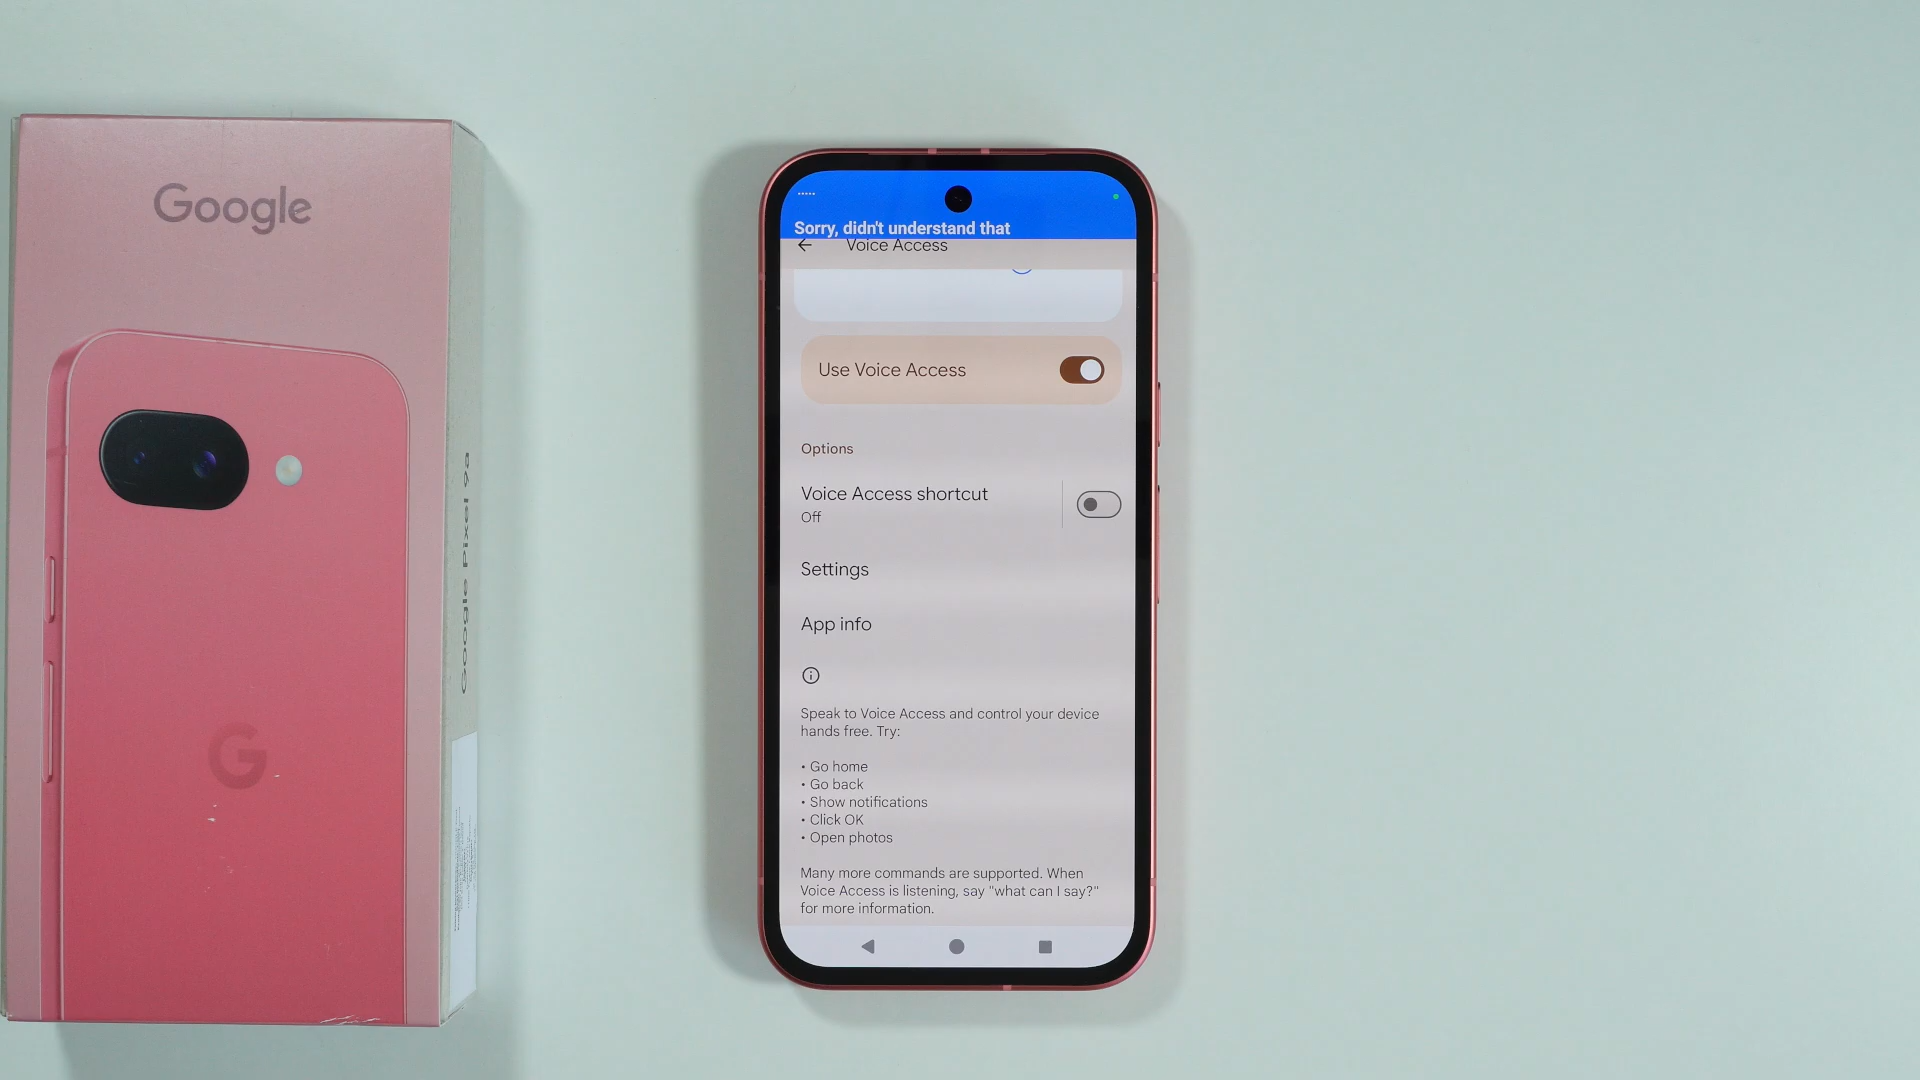 Google
Google Pixel 9a
G
Sorry, didn't understand that
Voice Access
Use Voice Access
Options
Voice Access shortcut
Off
Settings
App info
Speak to Voice Access and control your device
hands free. Try:
• Go home
• Go back
• Show notifications
• Click OK
• Open photos
Many more commands are supported. When
Voice Access is listening, say "what can I say?"
for more information.